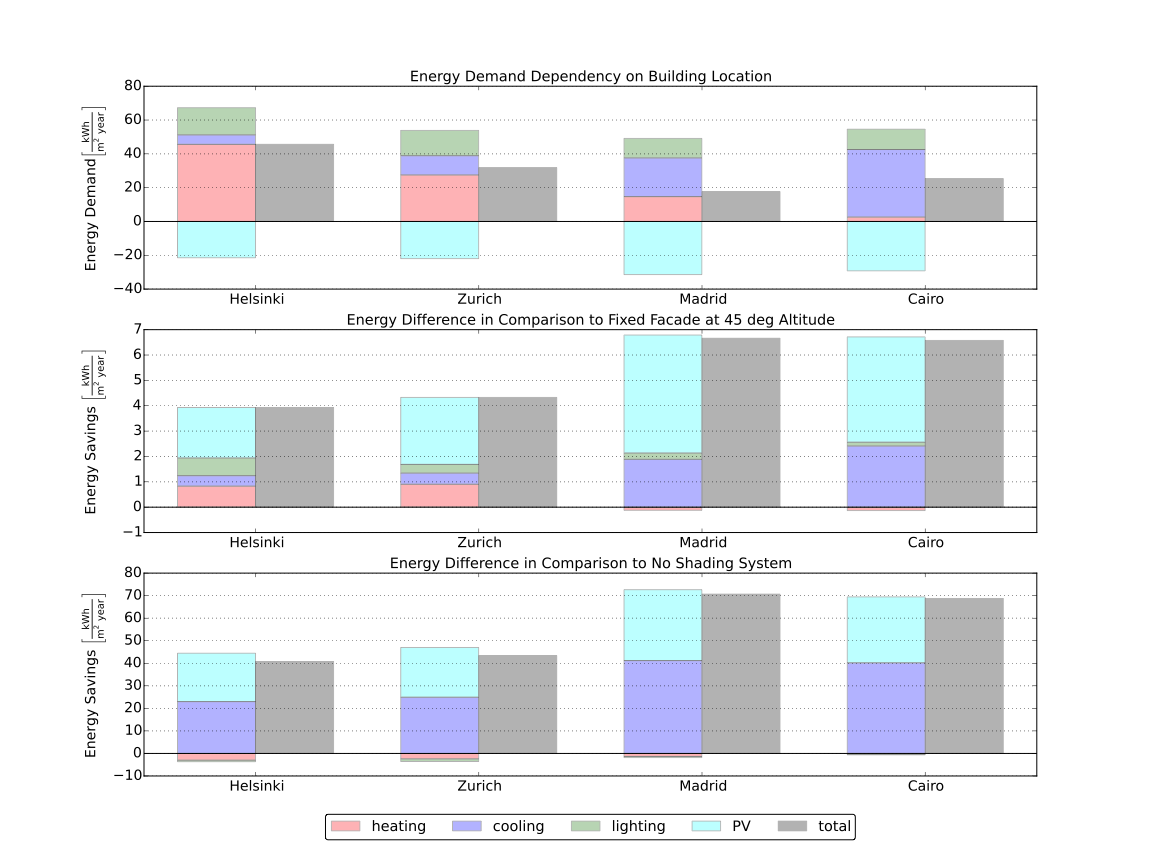 Energy Demand Dependency on Building Location
80
60
40
20
0
−20
−40
Energy Demand [kWh / m² year]
Helsinki Zurich Madrid Cairo
Energy Difference in Comparison to Fixed Facade at 45 deg Altitude
7
6
5
4
3
2
1
0
−1
Energy Savings [kWh / m² year]
Helsinki Zurich Madrid Cairo
Energy Difference in Comparison to No Shading System
80
70
60
50
40
30
20
10
0
−10
Energy Savings [kWh / m² year]
Helsinki Zurich Madrid Cairo
heating cooling lighting PV total